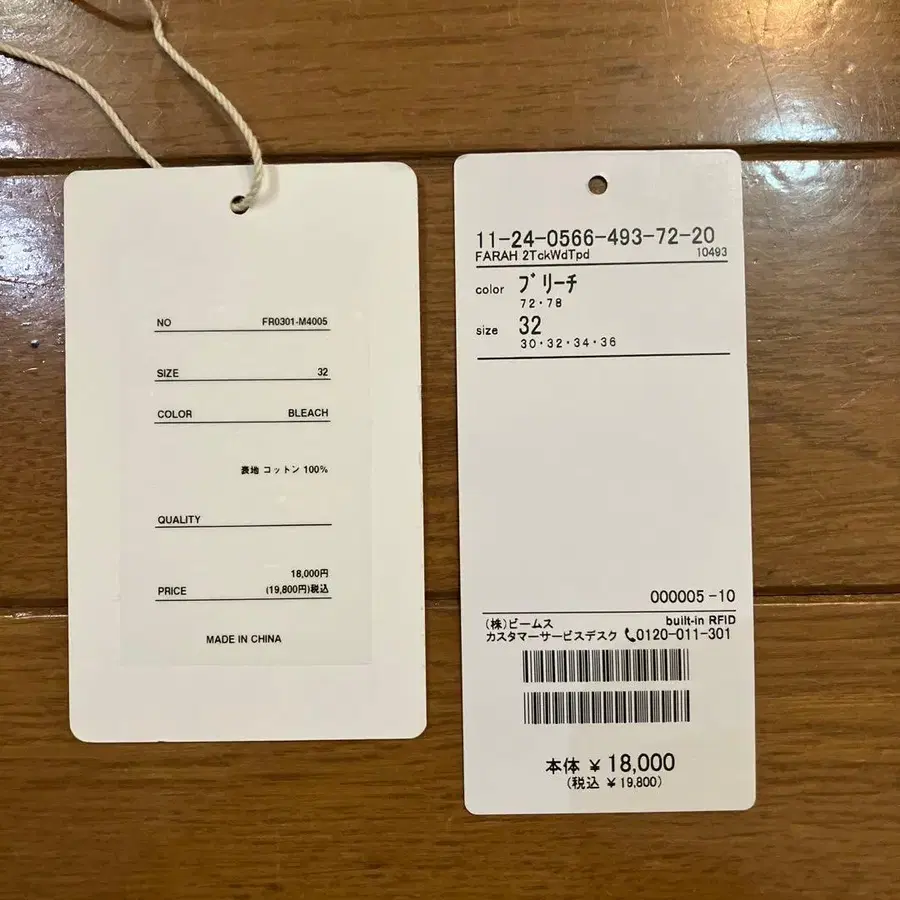 NO FR0301-M4005
SIZE 32
COLOR BLEACH
表地 コットン 100%
QUALITY
18,000円
PRICE (19,800円)税込
MADE IN CHINA
11-24-0566-493-72-20
FARAH 2TckWdTpd 10493
color ブリーチ
72・78
size 32
30・32・34・36
000005-10
(株)ビームス built-in RFID
カスタマーサービスデスク 📞0120-011-301
本体 ¥18,000
(税込 ¥19,800)